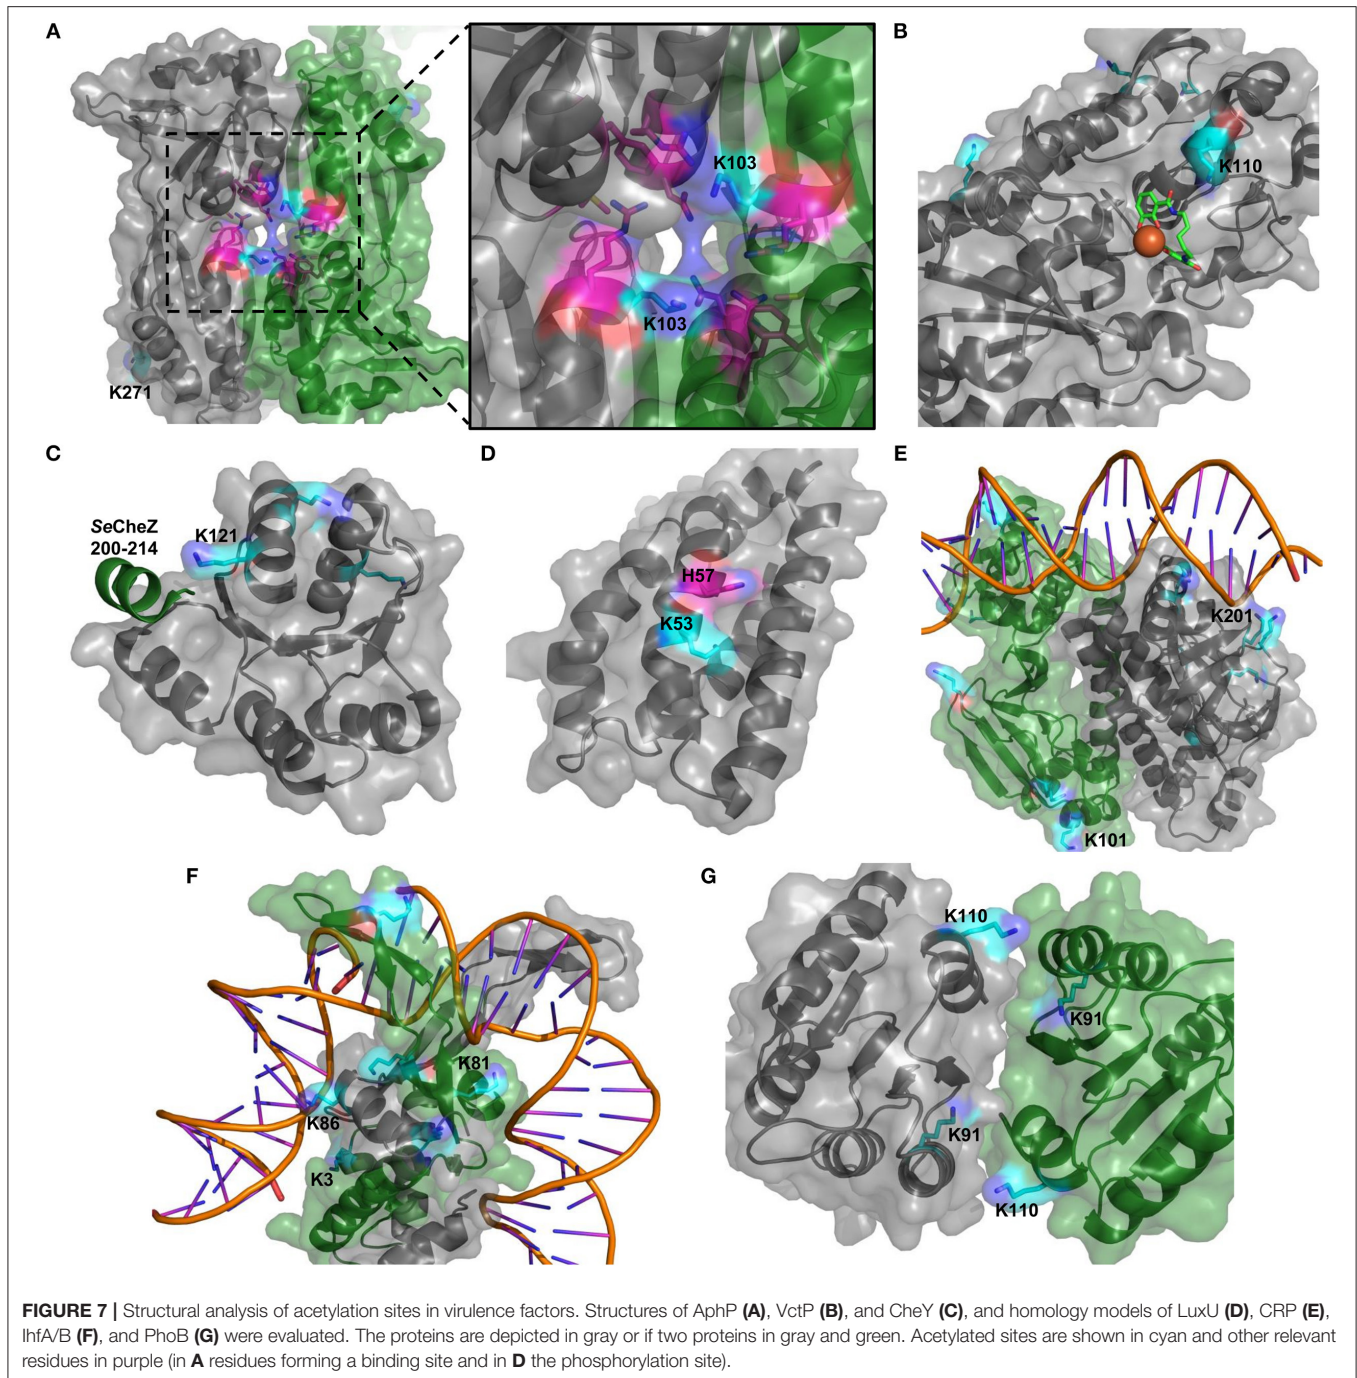 A
K103
K103
K271
B
K110
C
SeCheZ
200-214
K121
D
H57
K53
E
K201
K101
F
K81
K86
K3
G
K110
K91
K91
K110
FIGURE 7 | Structural analysis of acetylation sites in virulence factors. Structures of AphP (A), VctP (B), and CheY (C), and homology models of LuxU (D), CRP (E),
IhfA/B (F), and PhoB (G) were evaluated. The proteins are depicted in gray or if two proteins in gray and green. Acetylated sites are shown in cyan and other relevant
residues in purple (in A residues forming a binding site and in D the phosphorylation site).